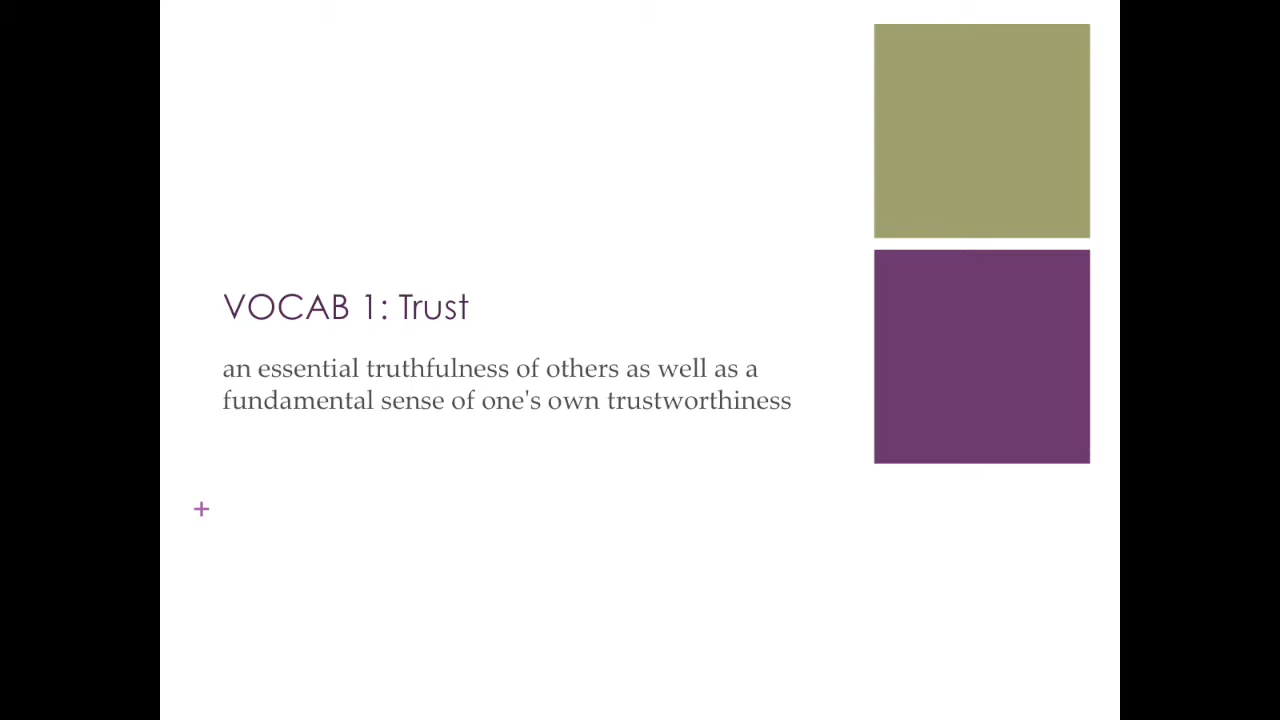 VOCAB 1: Trust
an essential truthfulness of others as well as a
fundamental sense of one's own trustworthiness
+